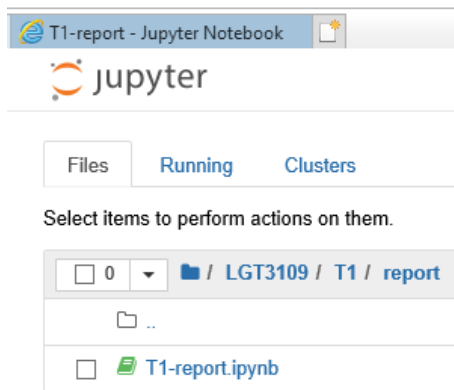 T1-report - Jupyter Notebook
jupyter
Files Running Clusters
Select items to perform actions on them.
0 / LGT3109 / T1 / report
..
T1-report.ipynb